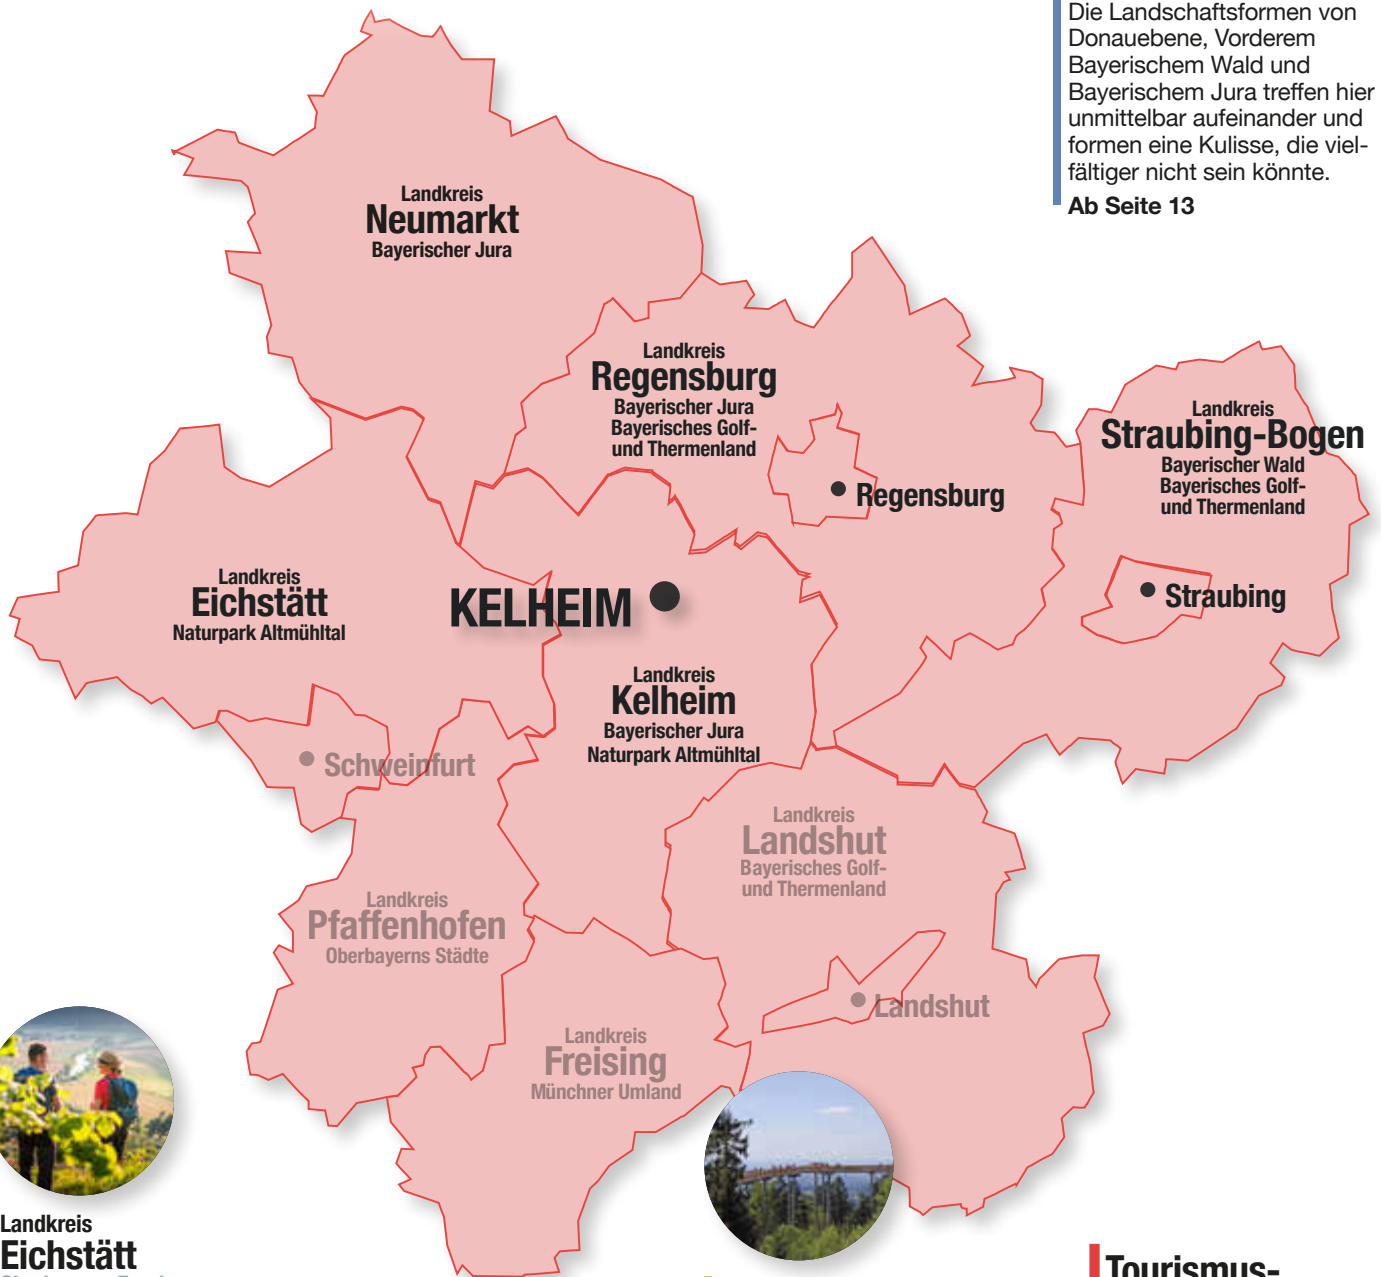 Die Landschaftsformen von
Donauebene, Vorderem
Bayerischem Wald und
Bayerischem Jura treffen hier
unmittelbar aufeinander und
formen eine Kulisse, die viel-
fältiger nicht sein könnte.
Ab Seite 13
Landkreis
Neumarkt
Bayerischer Jura
Landkreis
Regensburg
Bayerischer Jura
Bayerisches Golf-
und Thermenland
Regensburg
Landkreis
Straubing-Bogen
Bayerischer Wald
Bayerisches Golf-
und Thermenland
Straubing
Landkreis
Eichstätt
Naturpark Altmühltal
KELHEIM
Landkreis
Kelheim
Bayerischer Jura
Naturpark Altmühltal
Schweinfurt
Landkreis
Landshut
Bayerisches Golf-
und Thermenland
Landkreis
Pfaffenhofen
Oberbayerns Städte
Landshut
Landkreis
Freising
Münchner Umland
Landkreis
Eichstätt
Tourismus-